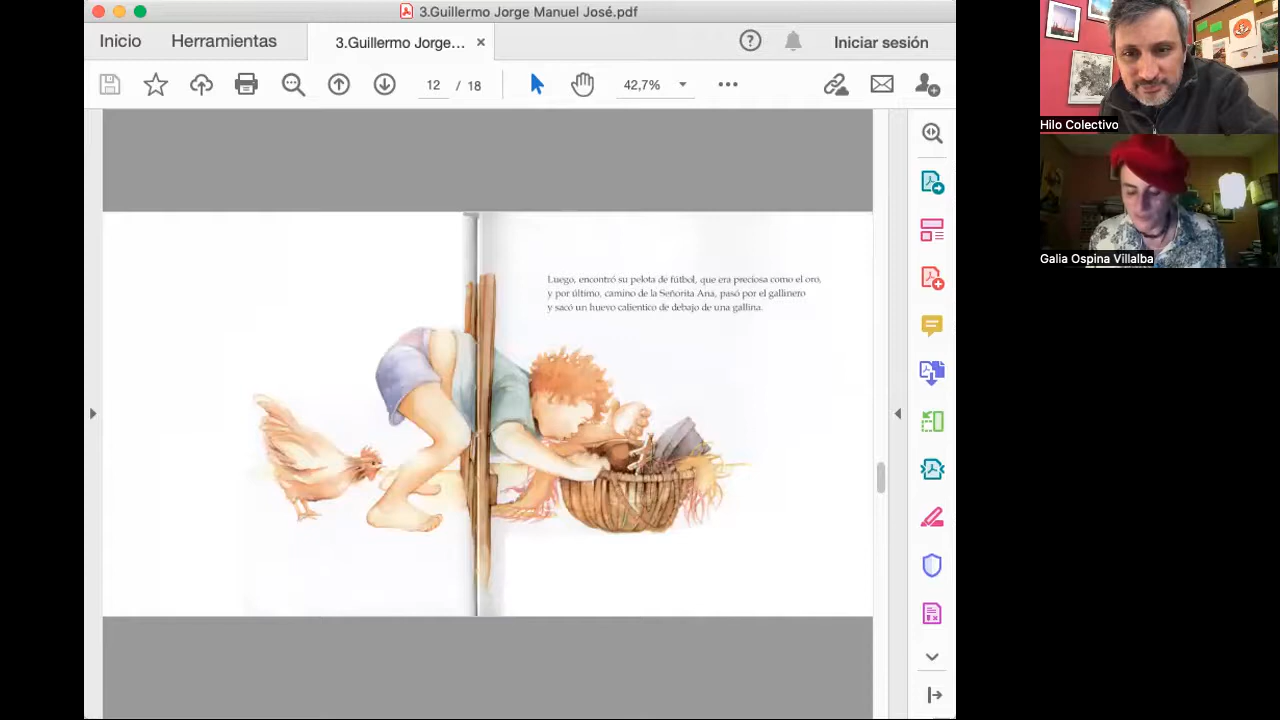 3.Guillermo Jorge Manuel José.pdf
Inicio
Herramientas
3.Guillermo Jorge...
Iniciar sesión
12 / 18
42,7%
Luego, encontró su pelota de fútbol, que era preciosa como el oro,
y por último, camino de la Señorita Ana, pasó por el gallinero
y sacó un huevo calientico de debajo de una gallina.
Hilo Colectivo
Galia Ospina Villalba